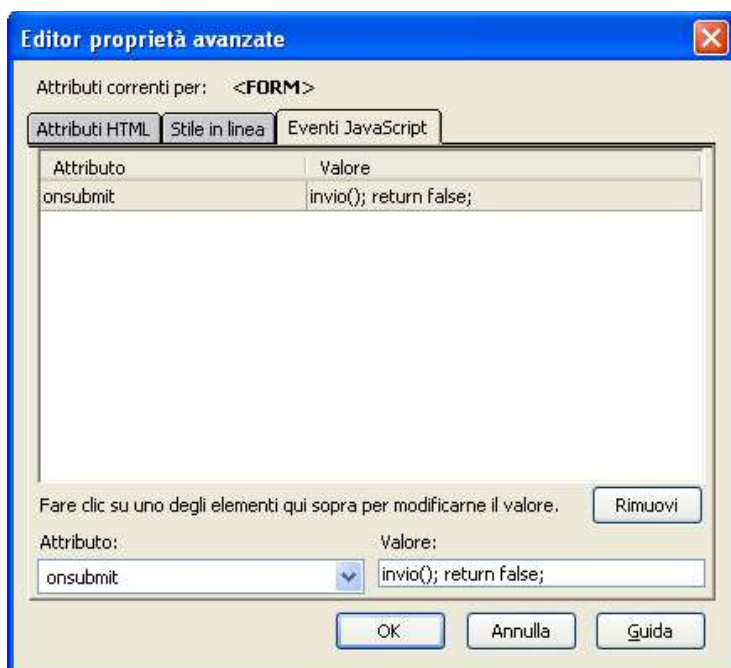 Editor proprietà avanzate
Attributi correnti per: <FORM>
Attributi HTML Stile in linea Eventi JavaScript
Attributo Valore
onsubmit invio(); return false;
Fare clic su uno degli elementi qui sopra per modificarne il valore. Rimuovi
Attributo: Valore:
onsubmit invio(); return false;
OK Annulla Guida